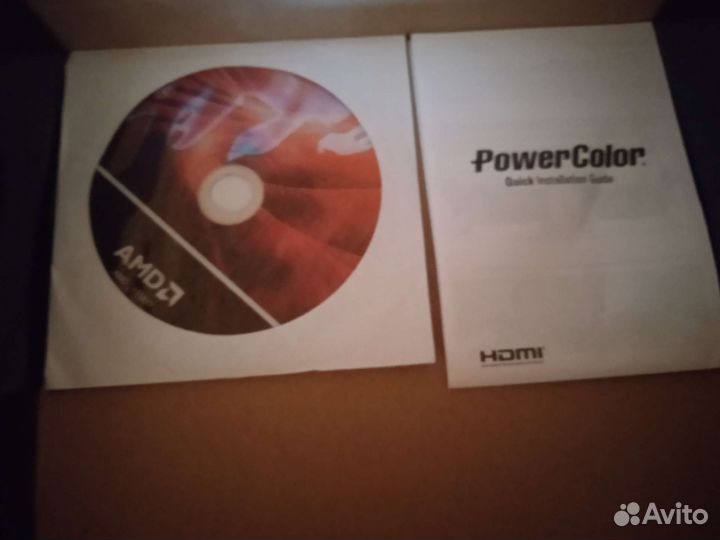 AMD
PowerColor
Quick Installation Guide
HDMI
Avito